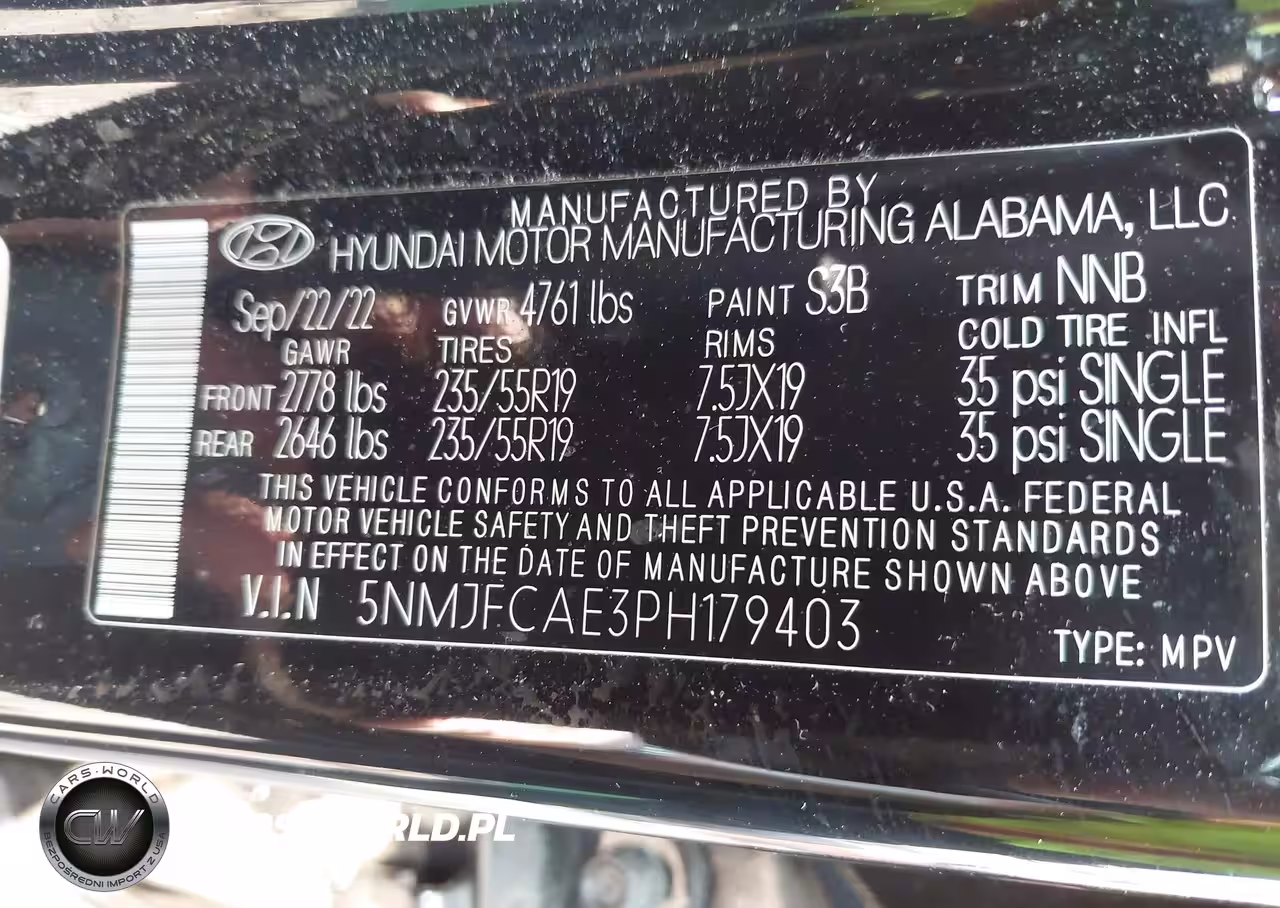 MANUFACTURED BY
HYUNDAI MOTOR MANUFACTURING ALABAMA, LLC
Sep/22/22 GVWR 4761 lbs PAINT S3B TRIM NNB
GAWR TIRES RIMS COLD TIRE INFL
FRONT 2778 lbs 235/55R19 7.5JX19 35 psi SINGLE
REAR 2646 lbs 235/55R19 7.5JX19 35 psi SINGLE
THIS VEHICLE CONFORMS TO ALL APPLICABLE U.S.A. FEDERAL
MOTOR VEHICLE SAFETY AND THEFT PREVENTION STANDARDS
IN EFFECT ON THE DATE OF MANUFACTURE SHOWN ABOVE
V.I.N 5NMJFCAE3PH179403
TYPE: MPV
CARS-WORLD
CW
BEZPOŚREDNI IMPORT Z USA